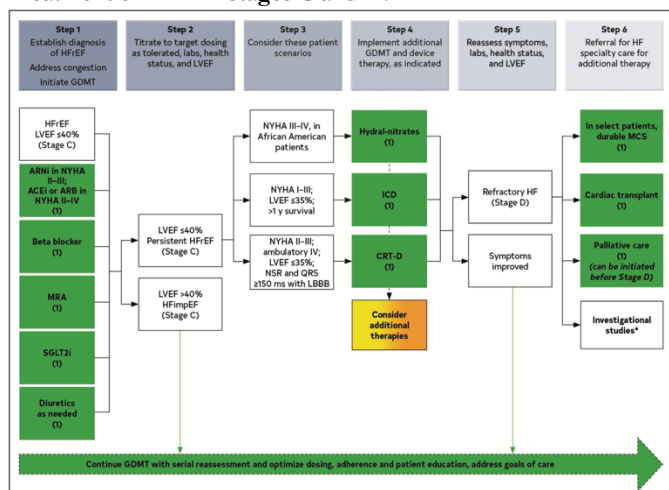 Step 1
Establish diagnosis
of HFrEF
Address congestion
Initiate GDMT
Step 2
Titrate to target dosing
as tolerated, labs, health
status, and LVEF
Step 3
Consider these patient
scenarios
Step 4
Implement additional
GDMT and device
therapy, as indicated
Step 5
Reassess symptoms,
labs, health status,
and LVEF
Step 6
Referral for HF
specialty care for
additional therapy
HFrEF
LVEF ≤40%
(Stage C)
ARNi in NYHA
II–III;
ACEi or ARB in
NYHA II–IV
(1)
Beta blocker
(1)
MRA
(1)
SGLT2i
(1)
Diuretics
as needed
(1)
LVEF ≤40%
Persistent HFrEF
(Stage C)
LVEF >40%
HFimpEF
(Stage C)
NYHA III–IV, in
African American
patients
NYHA I–III;
LVEF ≤35%;
>1 y survival
NYHA II–III;
ambulatory IV;
LVEF ≤35%;
NSR and QRS
≥150 ms with LBBB
Hydral-nitrates
(1)
ICD
(1)
CRT-D
(1)
Consider
additional
therapies
Refractory HF
(Stage D)
Symptoms
improved
In select patients,
durable MCS
(1)
Cardiac transplant
(1)
Palliative care
(1)
(can be initiated
before Stage D)
Investigational
studies*
Continue GDMT with serial reassessment and optimize dosing, adherence and patient education, address goals of care